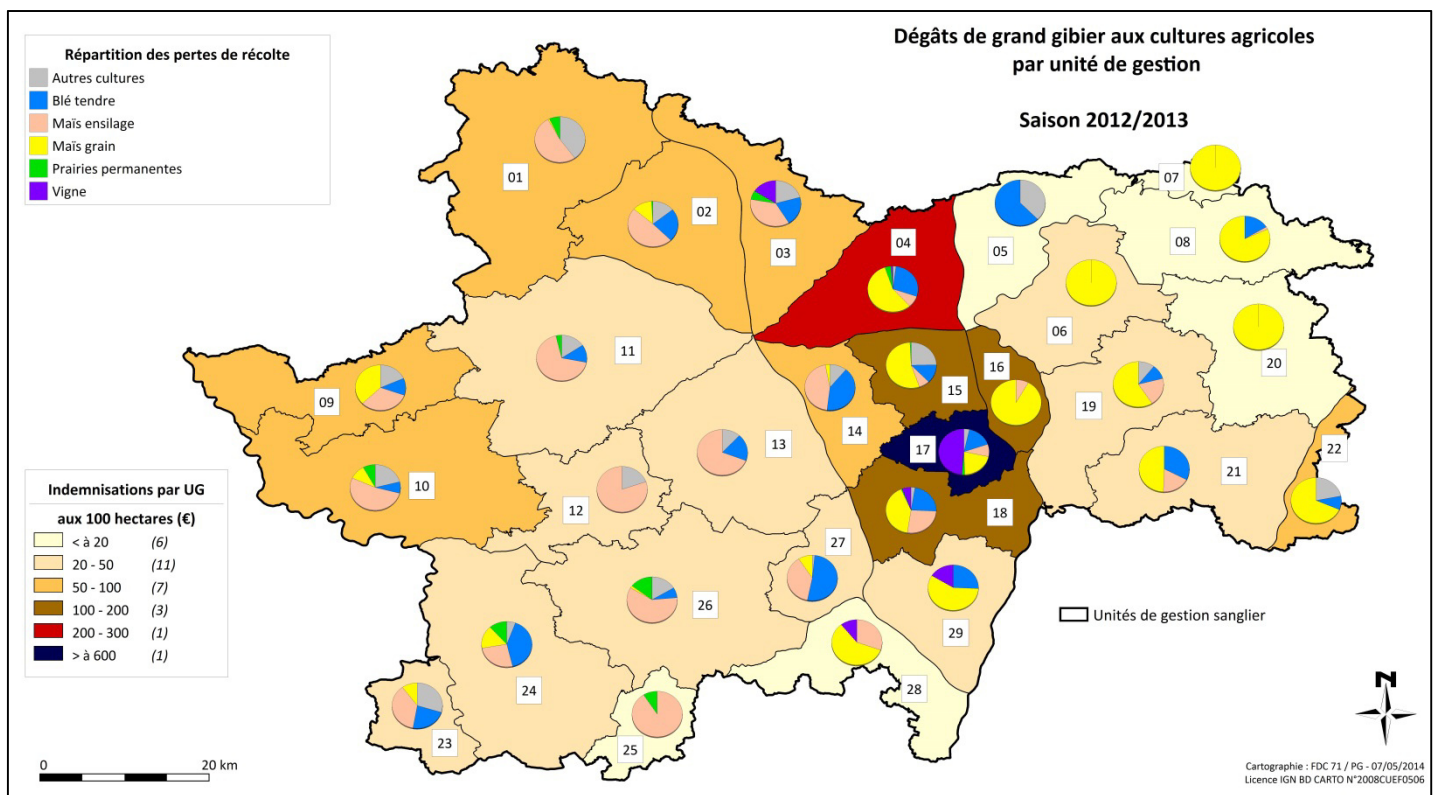 Dégâts de grand gibier aux cultures agricoles
par unité de gestion
Saison 2012/2013
Répartition des pertes de récolte
Autres cultures
Blé tendre
Maïs ensilage
Maïs grain
Prairies permanentes
Vigne
01
02
03
04
05
07
08
06
20
11
09
10
12
13
14
15
16
17
18
19
21
22
27
26
29
28
24
23
25
Indemnisations par UG
aux 100 hectares (€)
< à 20 (6)
20 - 50 (11)
50 - 100 (7)
100 - 200 (3)
200 - 300 (1)
> à 600 (1)
Unités de gestion sanglier
N
0 20 km
Cartographie : FDC 71 / PG - 07/05/2014
Licence IGN BD CARTO N°2008CUEF0506